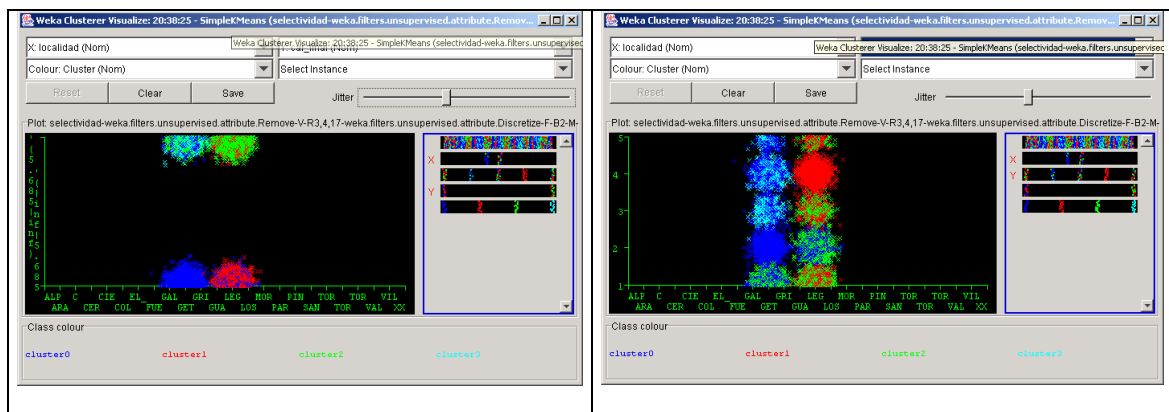 Weka Clusterer Visualize: 20:38:25 - SimpleKMeans (selectividad-weka.filters.unsupervised.attribute.Remov...
X: localidad (Nom)
Weka Clusterer Visualize: 20:38:25 - SimpleKMeans (selectividad-weka.filters.unsupervised
Colour: Cluster (Nom)
Select Instance
Reset
Clear
Save
Jitter
Plot: selectividad-weka.filters.unsupervised.attribute.Remove-V-R3,4,17-weka.filters.unsupervised.attribute.Discretize-F-B2-M-
X
Y
ALP C CIE EL_ GAL GRI LEG MOR PIN TOR TOR VIL
ARA CER COL FUE GET GUA LOS PAR SAN TOR VAL XX
Class colour
cluster0 cluster1 cluster2 cluster3
Weka Clusterer Visualize: 20:38:25 - SimpleKMeans (selectividad-weka.filters.unsupervised.attribute.Remov...
X: localidad (Nom)
Weka Clusterer Visualize: 20:38:25 - SimpleKMeans (selectividad-weka.filters.unsupervised
Colour: Cluster (Nom)
Select Instance
Reset
Clear
Save
Jitter
Plot: selectividad-weka.filters.unsupervised.attribute.Remove-V-R3,4,17-weka.filters.unsupervised.attribute.Discretize-F-B2-M-
5
4
3
2
1
X
Y
ALP C CIE EL_ GAL GRI LEG MOR PIN TOR TOR VIL
ARA CER COL FUE GET GUA LOS PAR SAN TOR VAL XX
Class colour
cluster0 cluster1 cluster2 cluster3